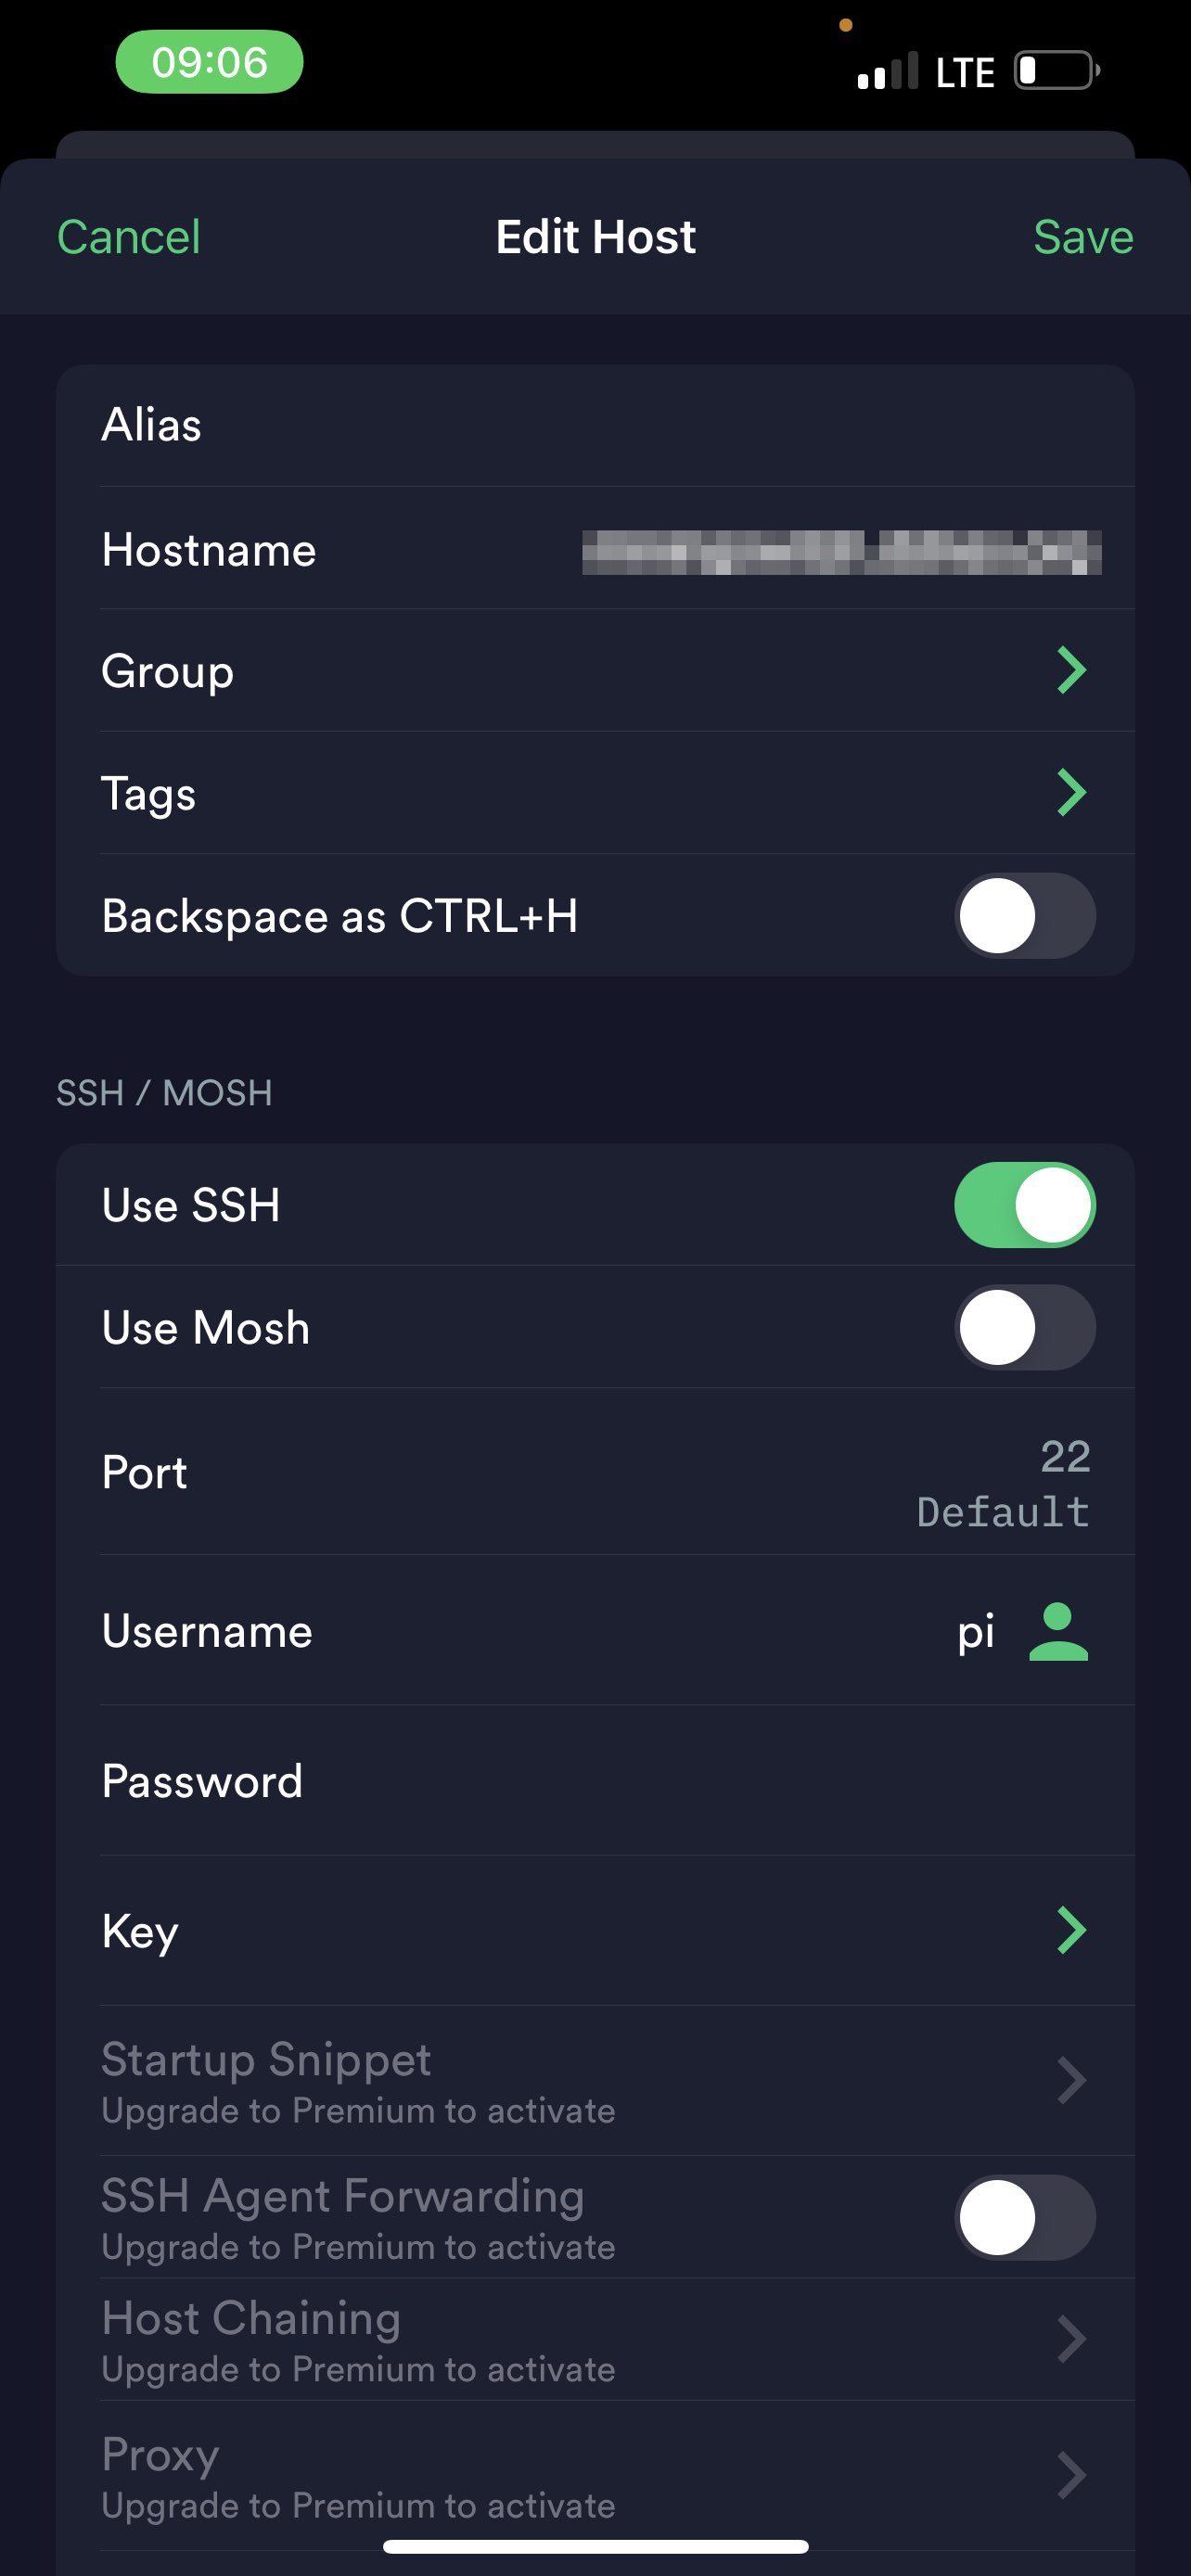 09:06
LTE
Cancel
Edit Host
Save
Alias
Hostname
Group
Tags
Backspace as CTRL+H
SSH / MOSH
Use SSH
Use Mosh
Port
22
Default
Username
pi
Password
Key
Startup Snippet
Upgrade to Premium to activate
SSH Agent Forwarding
Upgrade to Premium to activate
Host Chaining
Upgrade to Premium to activate
Proxy
Upgrade to Premium to activate